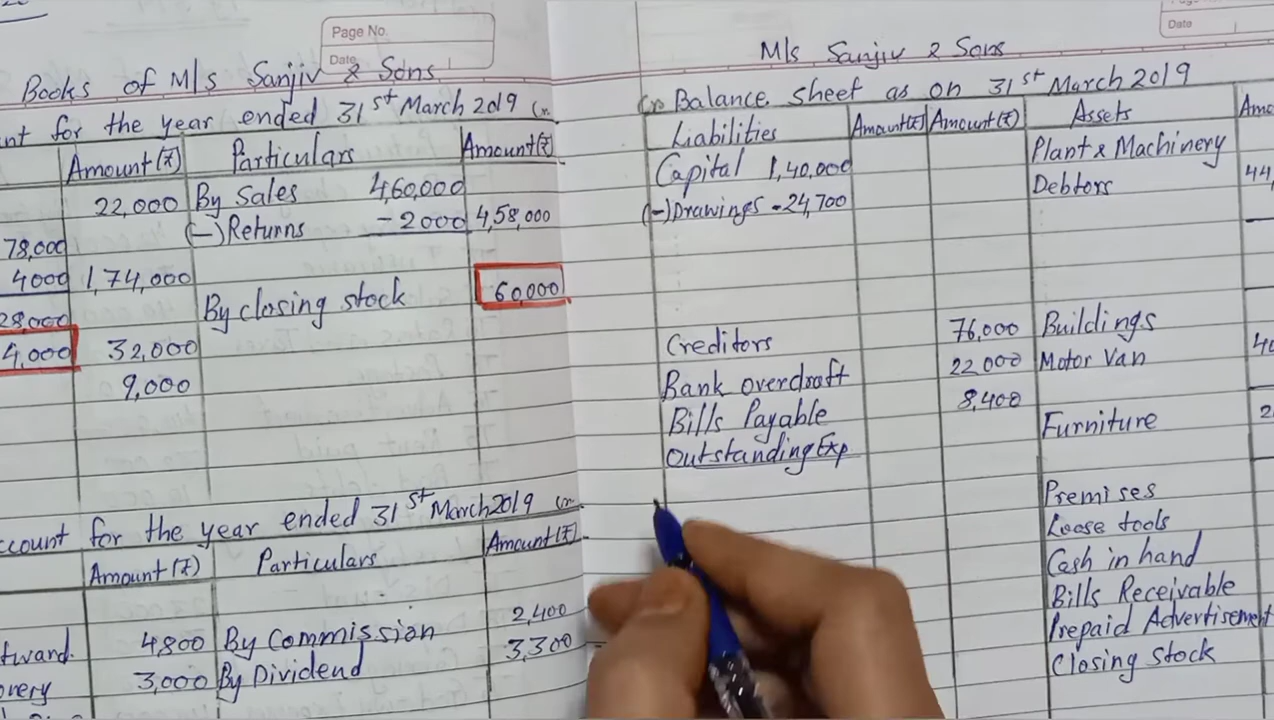 Page No.
Date
Books of M/s Sanjiv & Sons
nt for the year ended 31st March 2019
Amount (₹) Particulars Amount (₹)
22,000 By Sales 4,60,000
(-) Returns - 2000 4,58,000
78,000
4000 1,74,000
By closing stock 60,000
28,000
4,000 32,000
9,000
ccount for the year ended 31st March 2019
Amount (₹) Particulars Amount (₹)
tward. 4800 By Commission 2,400
overy 3,000 By Dividend 3,300
Date
M/s Sanjiv & Sons
Balance Sheet as on 31st March 2019
Liabilities Amount (₹) Amount (₹) Assets Amo
Capital 1,40,000 Plant & Machinery
(-) Drawings - 24,700 Debtors 44,
Creditors 76,000 Buildings
Bank overdraft 22,000 Motor Van
Bills Payable 8,400
Furniture
Outstanding Exp
Premises
Loose tools
Cash in hand
Bills Receivable
Prepaid Advertisement
Closing Stock